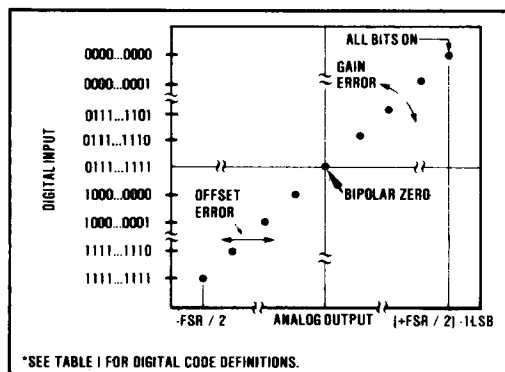 ALL BITS ON
0000...0000
GAIN
ERROR
0000...0001
0111...1101
0111...1110
DIGITAL INPUT
0111...1111
BIPOLAR ZERO
1000...0000
OFFSET
ERROR
1000...0001
1111...1110
1111...1111
-FSR / 2
ANALOG OUTPUT
(+FSR / 2) -1LSB
*SEE TABLE I FOR DIGITAL CODE DEFINITIONS.